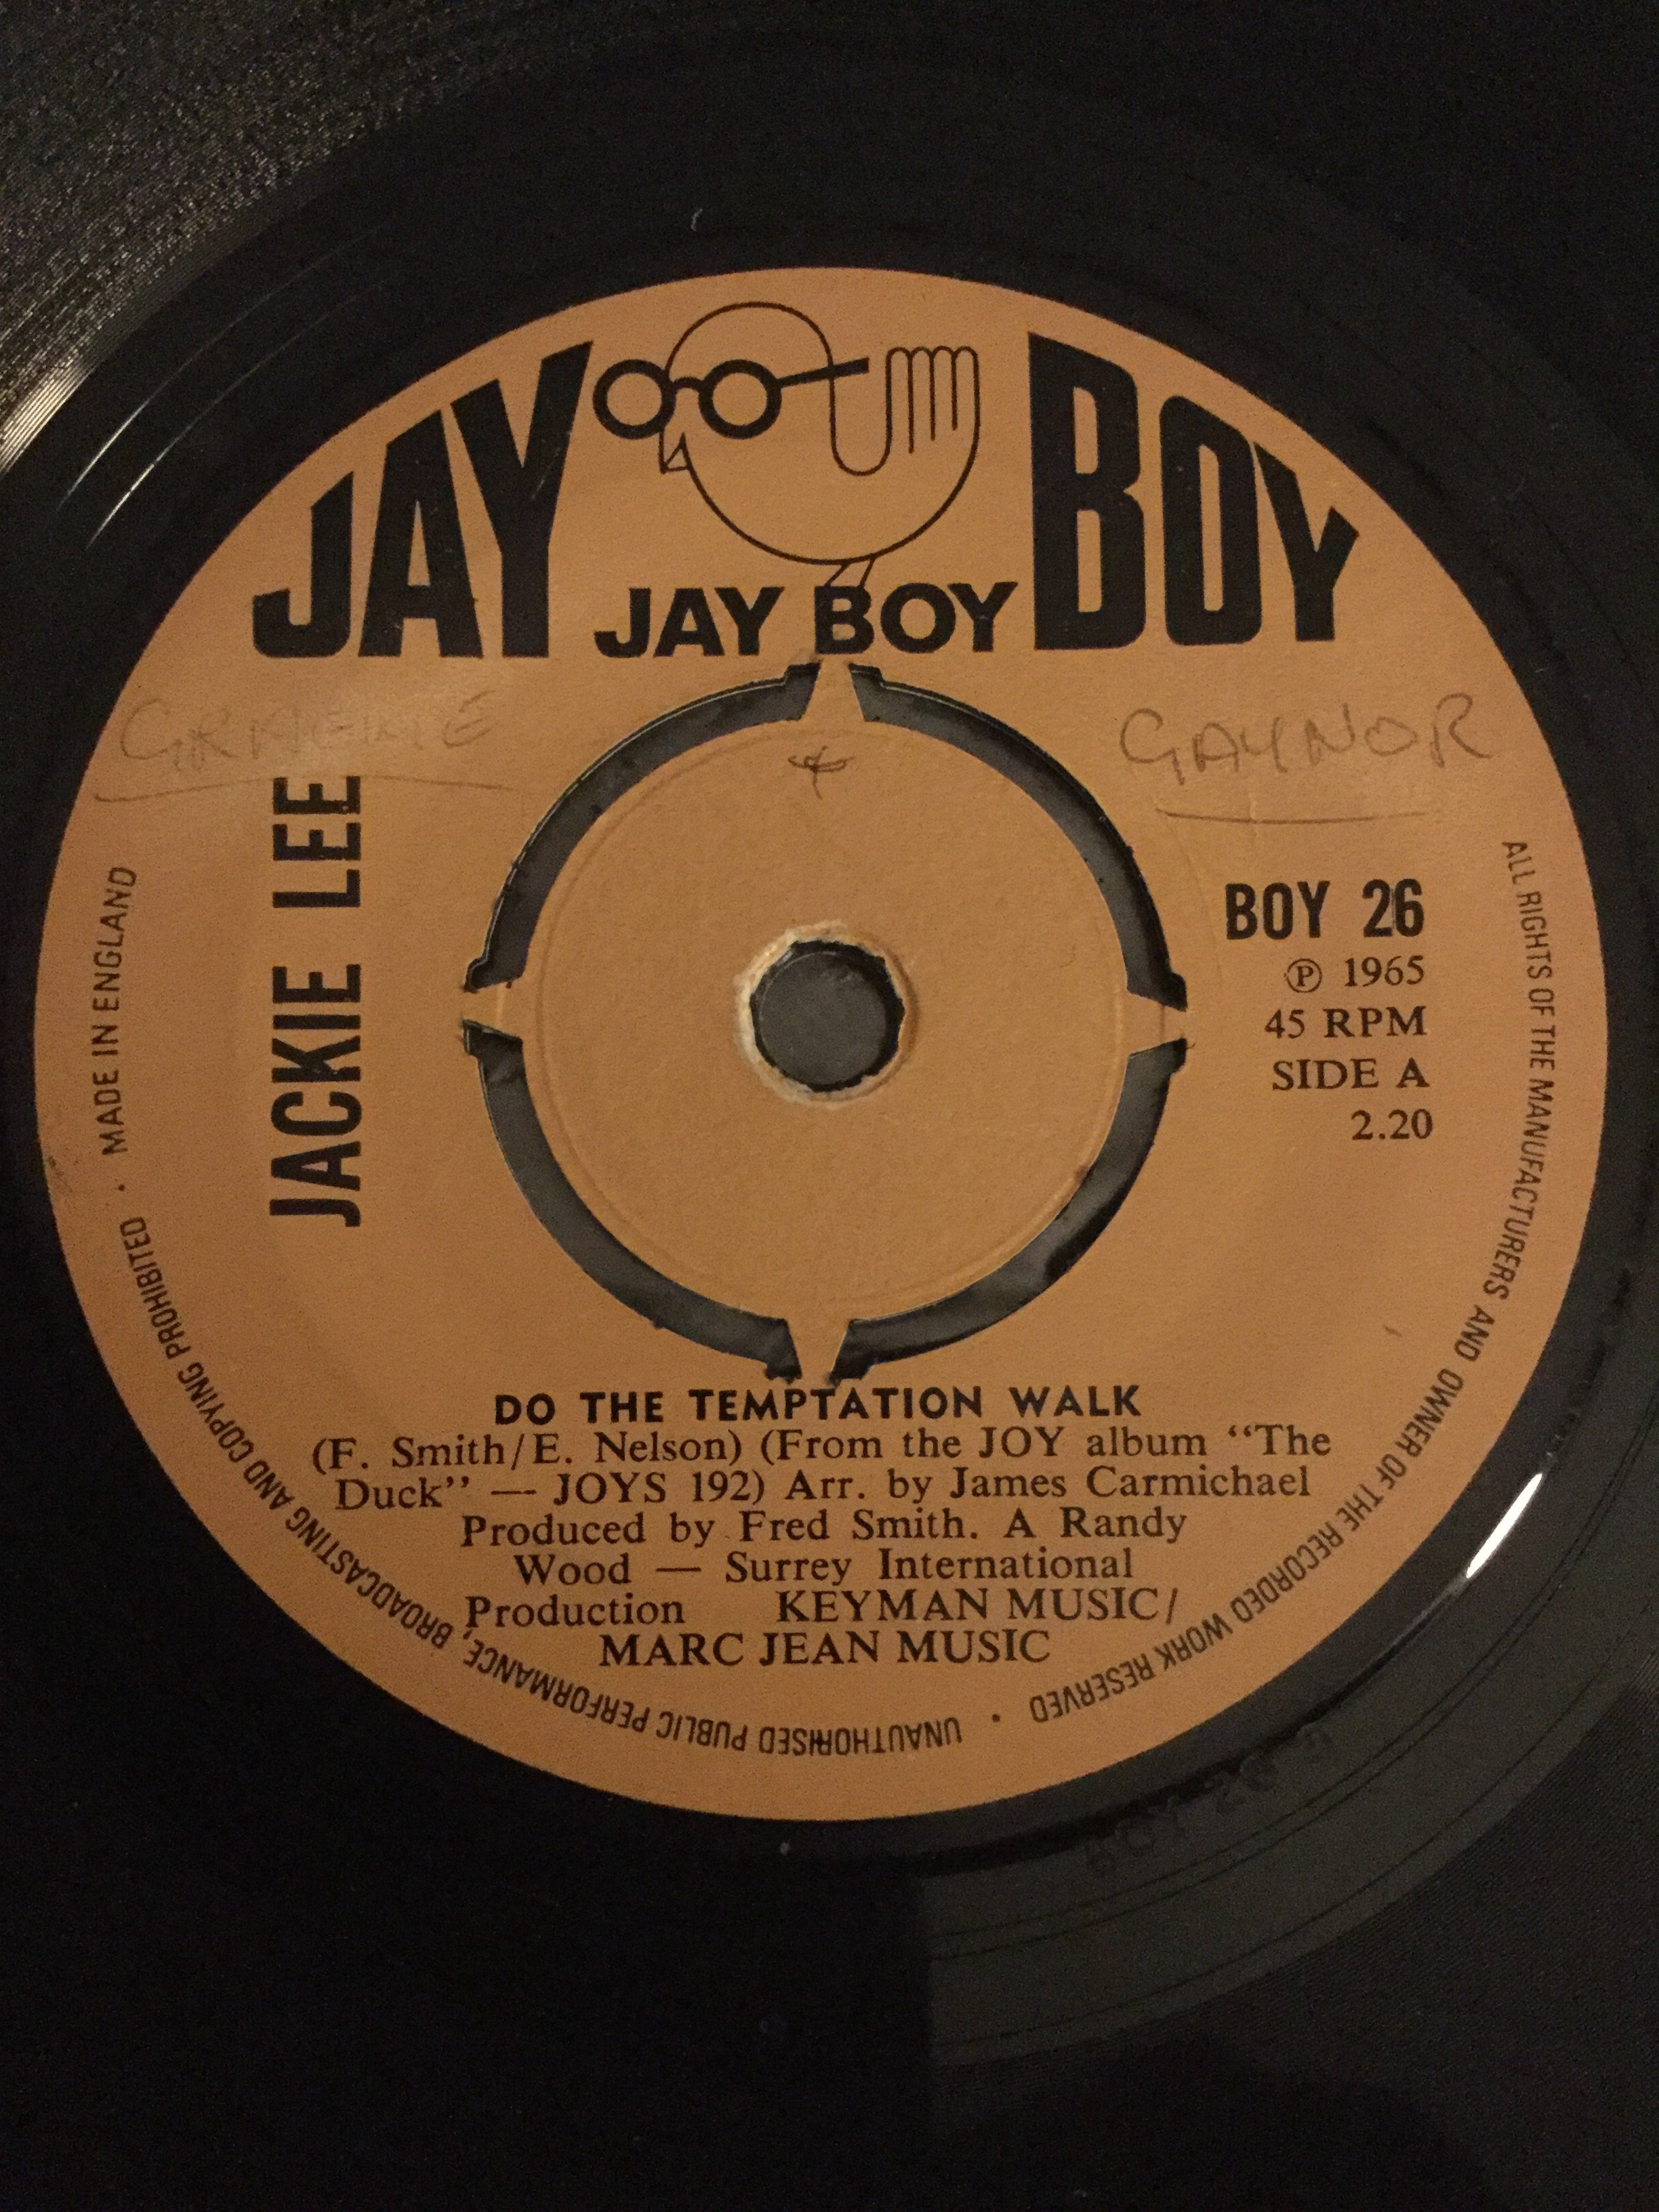 JAY BOY
JAY BOY
GRAEME
GAYNOR
JACKIE LEE
BOY 26
℗ 1965
45 RPM
SIDE A
2.20
DO THE TEMPTATION WALK
(F. Smith/E. Nelson) (From the JOY album “The
Duck” — JOYS 192) Arr. by James Carmichael
Produced by Fred Smith. A Randy
Wood — Surrey International
Production KEYMAN MUSIC/
MARC JEAN MUSIC
ALL RIGHTS OF THE MANUFACTURERS AND OWNER OF THE RECORDED WORK RESERVED • UNAUTHORISED PUBLIC PERFORMANCE, BROADCASTING AND COPYING PROHIBITED • MADE IN ENGLAND